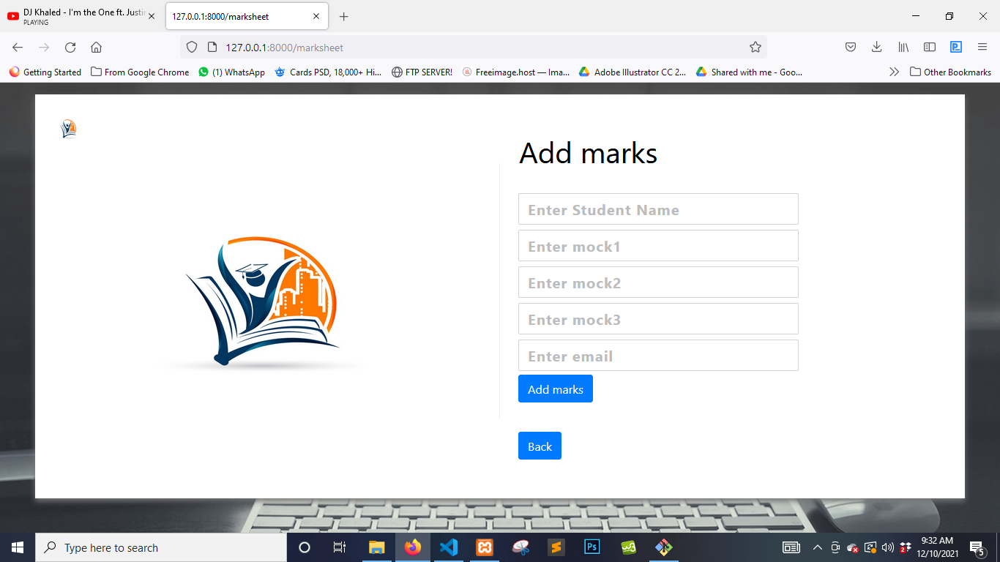 DJ Khaled - I'm the One ft. Justi
PLAYING
127.0.0.1:8000/marksheet
127.0.0.1:8000/marksheet
Getting Started
From Google Chrome
(1) WhatsApp
Cards PSD, 18,000+ Hi...
FTP SERVER!
Freeimage.host — Ima...
Adobe Illustrator CC 2...
Shared with me - Goo...
Other Bookmarks
Add marks
Enter Student Name
Enter mock1
Enter mock2
Enter mock3
Enter email
Add marks
Back
Type here to search
Ps
2
9:32 AM
12/10/2021
5